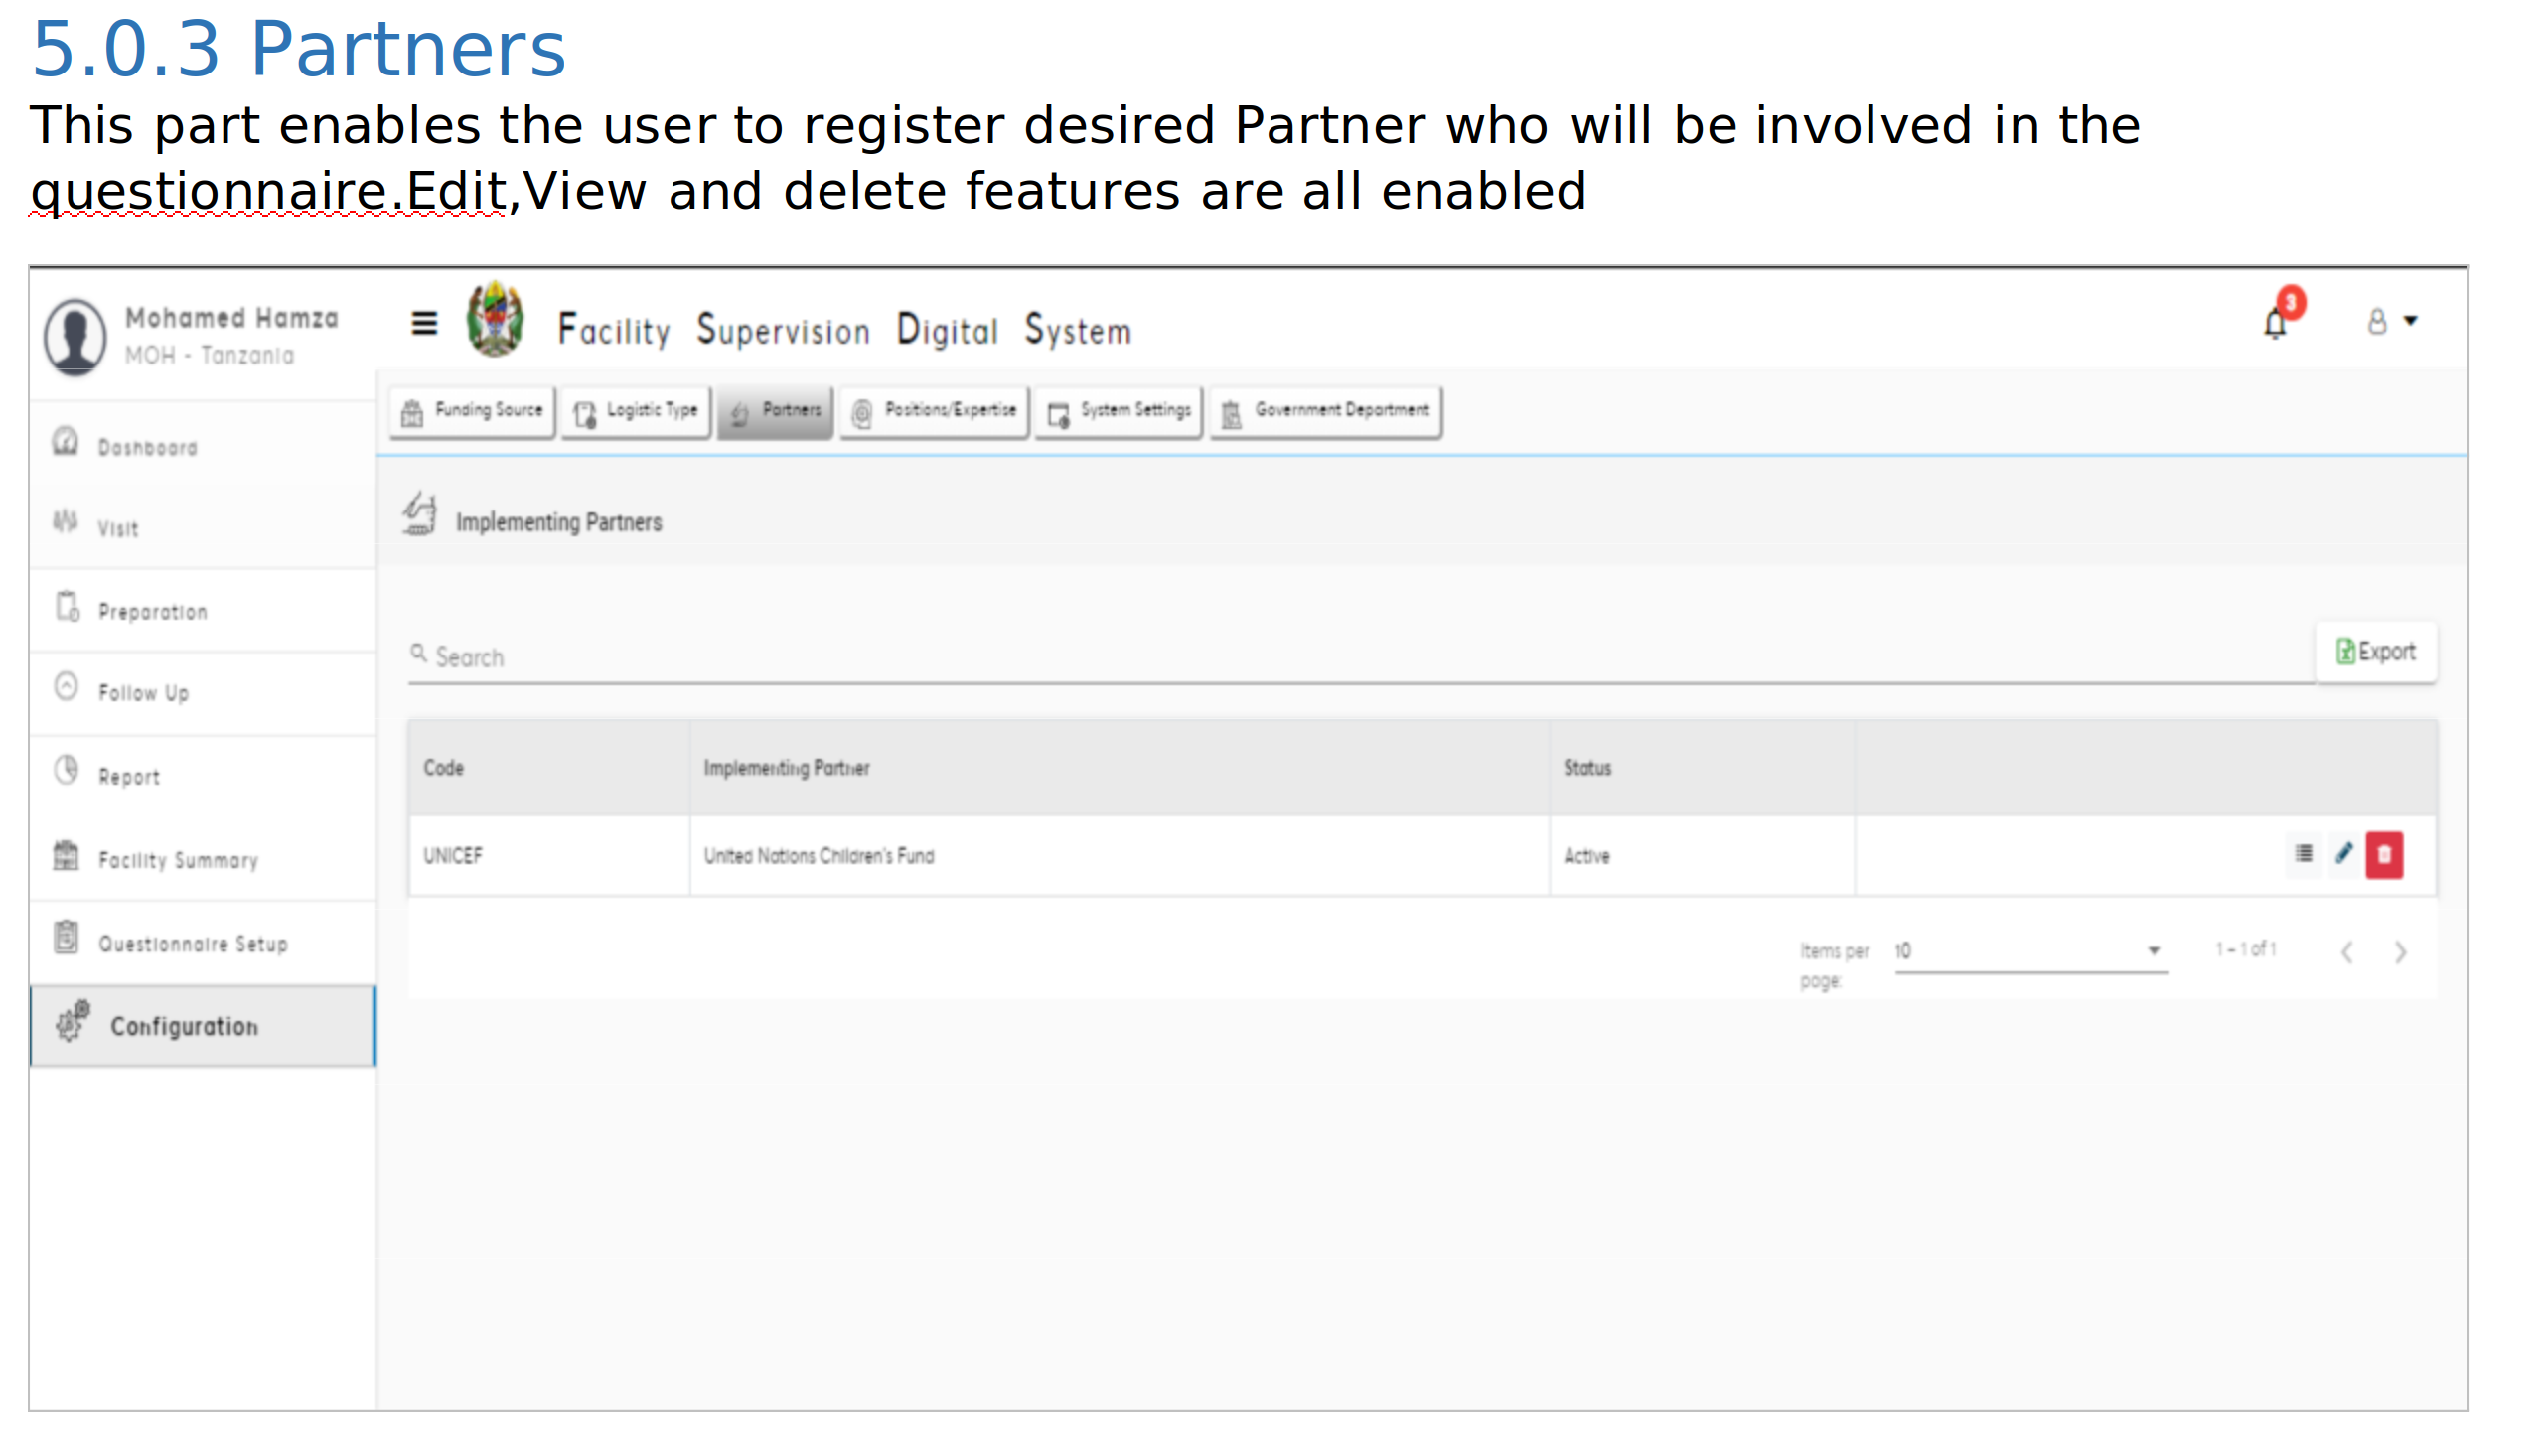 5.0.3 Partners
This part enables the user to register desired Partner who will be involved in the
questionnaire.Edit,View and delete features are all enabled
Mohamed Hamza
MOH - Tanzania
Facility Supervision Digital System
3
Funding Source
Logistic Type
Partners
Positions/Expertise
System Settings
Government Department
Dashboard
Visit
Preparation
Follow Up
Report
Facility Summary
Questionnaire Setup
Configuration
Implementing Partners
Search
Export
Code
Implementing Partner
Status
UNICEF
United Nations Children's Fund
Active
Items per
page:
10
1 – 1 of 1